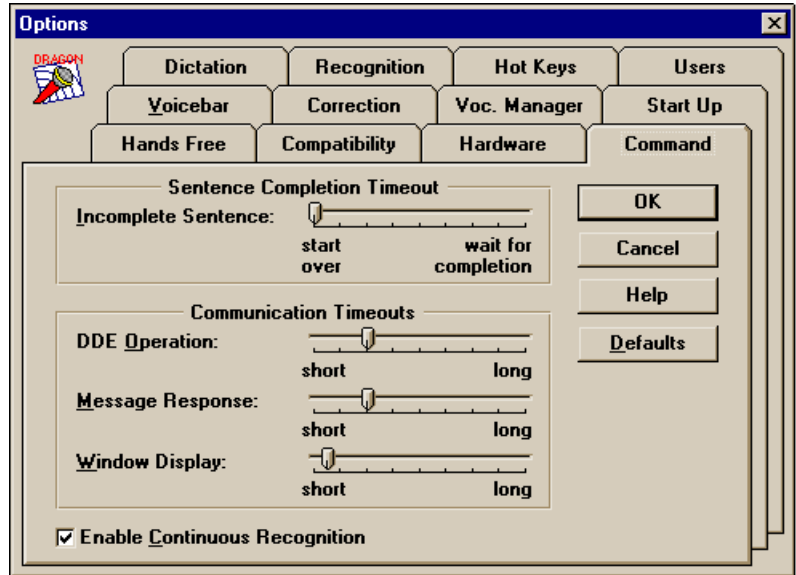 Options
DRAGON
Dictation Recognition Hot Keys Users
Voicebar Correction Voc. Manager Start Up
Hands Free Compatibility Hardware Command
Sentence Completion Timeout
Incomplete Sentence:
start over
wait for completion
Communication Timeouts
DDE Operation:
short long
Message Response:
short long
Window Display:
short long
Enable Continuous Recognition
OK
Cancel
Help
Defaults